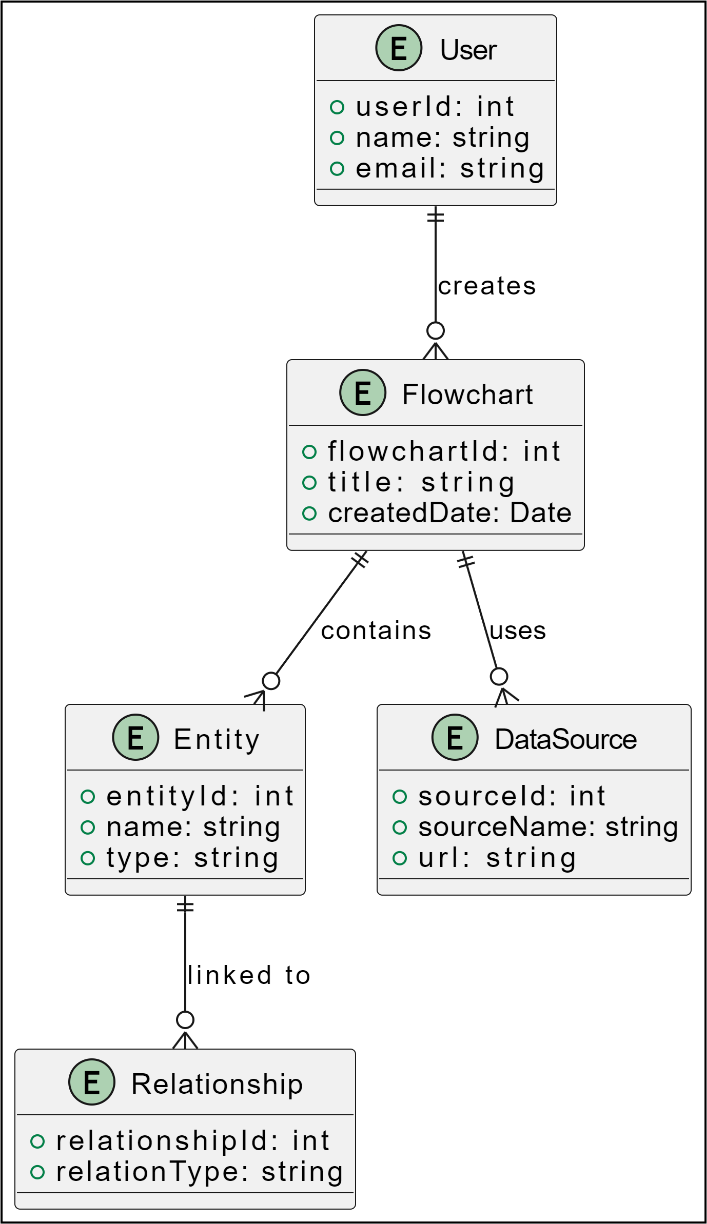 E User
userId: int
name: string
email: string
creates
E Flowchart
flowchartId: int
title: string
createdDate: Date
contains
uses
E Entity
entityId: int
name: string
type: string
E DataSource
sourceId: int
sourceName: string
url: string
linked to
E Relationship
relationshipId: int
relationType: string